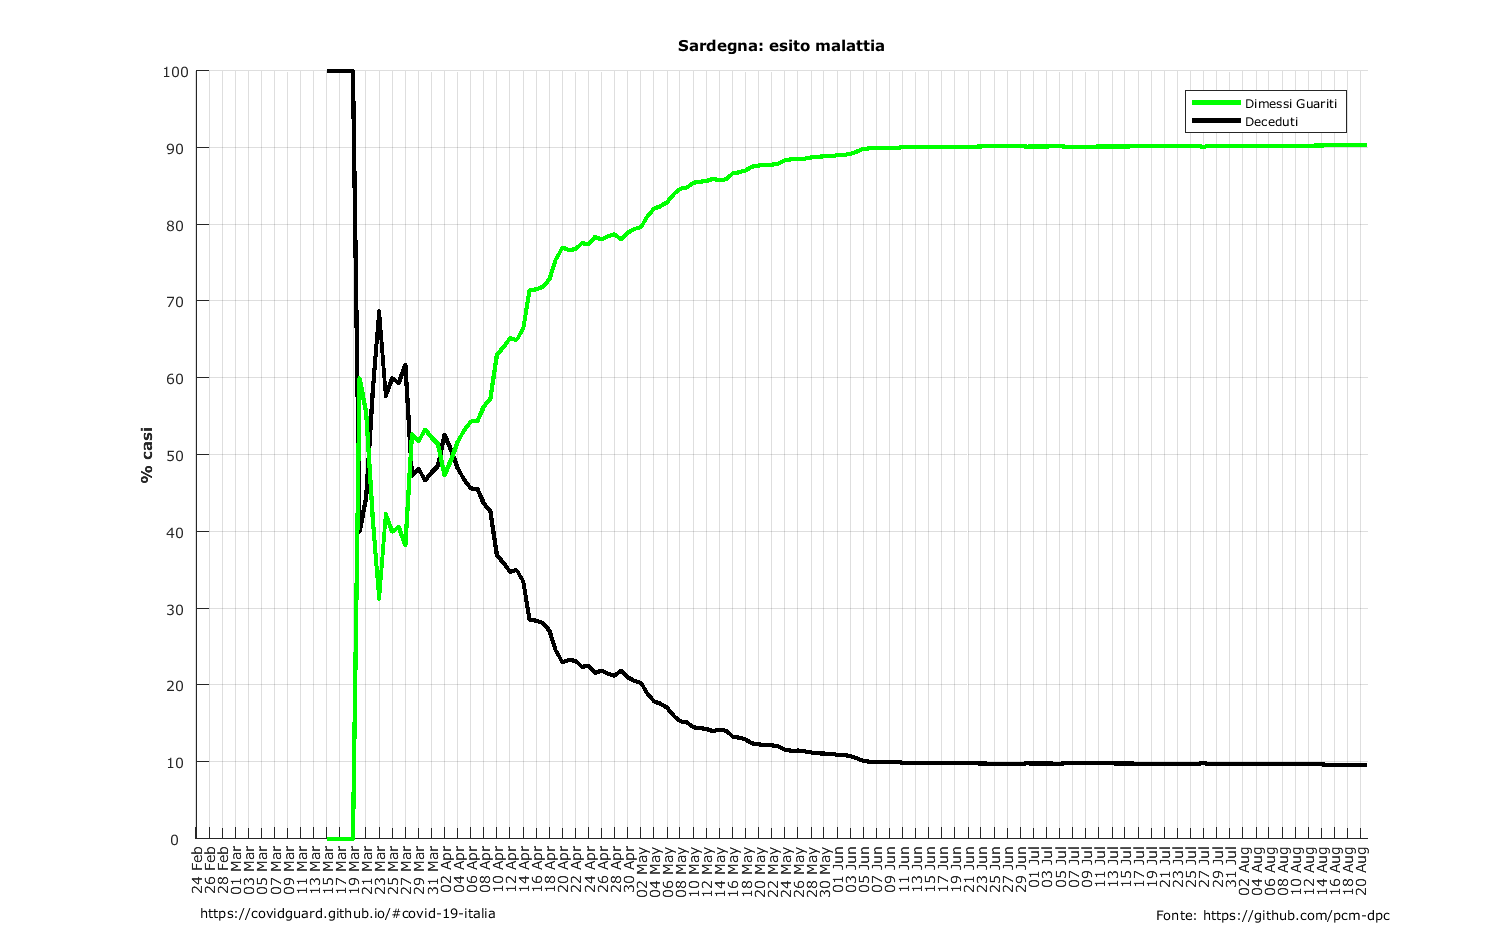 Sardegna: esito malattia
100
90
80
70
60
50
40
30
20
10
0
% casi
Dimessi Guariti
Deceduti
24 Feb
26 Feb
28 Feb
01 Mar
03 Mar
05 Mar
07 Mar
09 Mar
11 Mar
13 Mar
15 Mar
17 Mar
19 Mar
21 Mar
23 Mar
25 Mar
27 Mar
29 Mar
31 Mar
02 Apr
04 Apr
06 Apr
08 Apr
10 Apr
12 Apr
14 Apr
16 Apr
18 Apr
20 Apr
22 Apr
24 Apr
26 Apr
28 Apr
30 Apr
02 May
04 May
06 May
08 May
10 May
12 May
14 May
16 May
18 May
20 May
22 May
24 May
26 May
28 May
30 May
01 Jun
03 Jun
05 Jun
07 Jun
09 Jun
11 Jun
13 Jun
15 Jun
17 Jun
19 Jun
21 Jun
23 Jun
25 Jun
27 Jun
29 Jun
01 Jul
03 Jul
05 Jul
07 Jul
09 Jul
11 Jul
13 Jul
15 Jul
17 Jul
19 Jul
21 Jul
23 Jul
25 Jul
27 Jul
29 Jul
31 Jul
02 Aug
04 Aug
06 Aug
08 Aug
10 Aug
12 Aug
14 Aug
16 Aug
18 Aug
20 Aug
https://covidguard.github.io/#covid-19-italia
Fonte: https://github.com/pcm-dpc